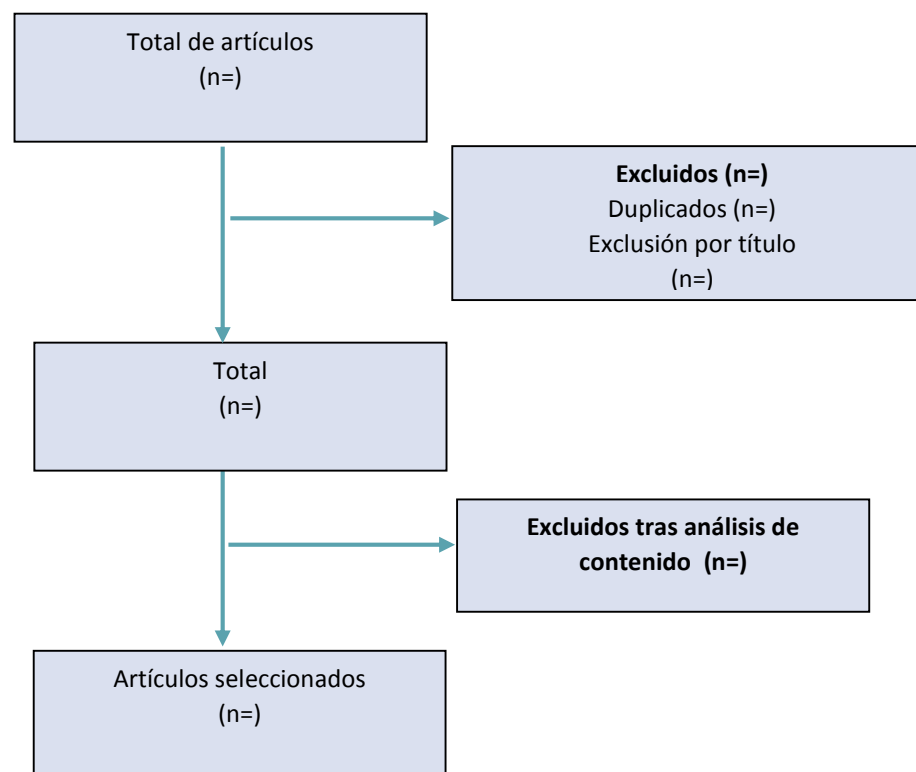 Total de artículos
(n=)
Excluidos (n=)
Duplicados (n=)
Exclusión por título
(n=)
Total
(n=)
Excluidos tras análisis de
contenido  (n=)
Artículos seleccionados
(n=)